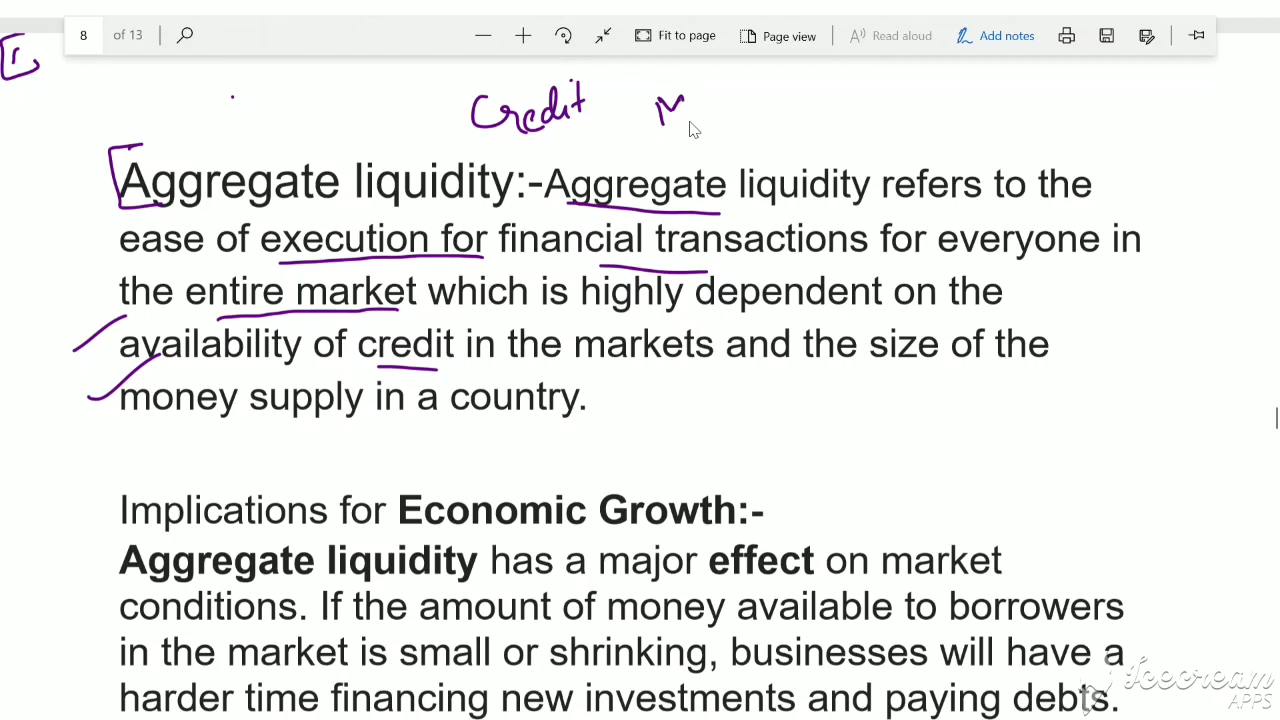 8 of 13 Fit to page Page view Read aloud Add notes
Credit M
Aggregate liquidity:-Aggregate liquidity refers to the
ease of execution for financial transactions for everyone in
the entire market which is highly dependent on the
availability of credit in the markets and the size of the
money supply in a country.
Implications for Economic Growth:-
Aggregate liquidity has a major effect on market
conditions. If the amount of money available to borrowers
in the market is small or shrinking, businesses will have a
harder time financing new investments and paying debts.
Icecream
APPS